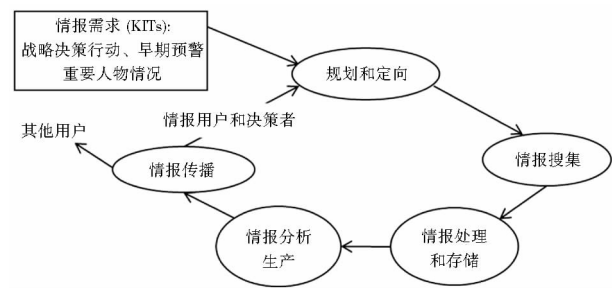 情报需求 (KITs):
战略决策行动、早期预警
重要人物情况
规划和定向
情报用户和决策者
其他用户
情报搜集
情报传播
情报分析
生产
情报处理
和存储